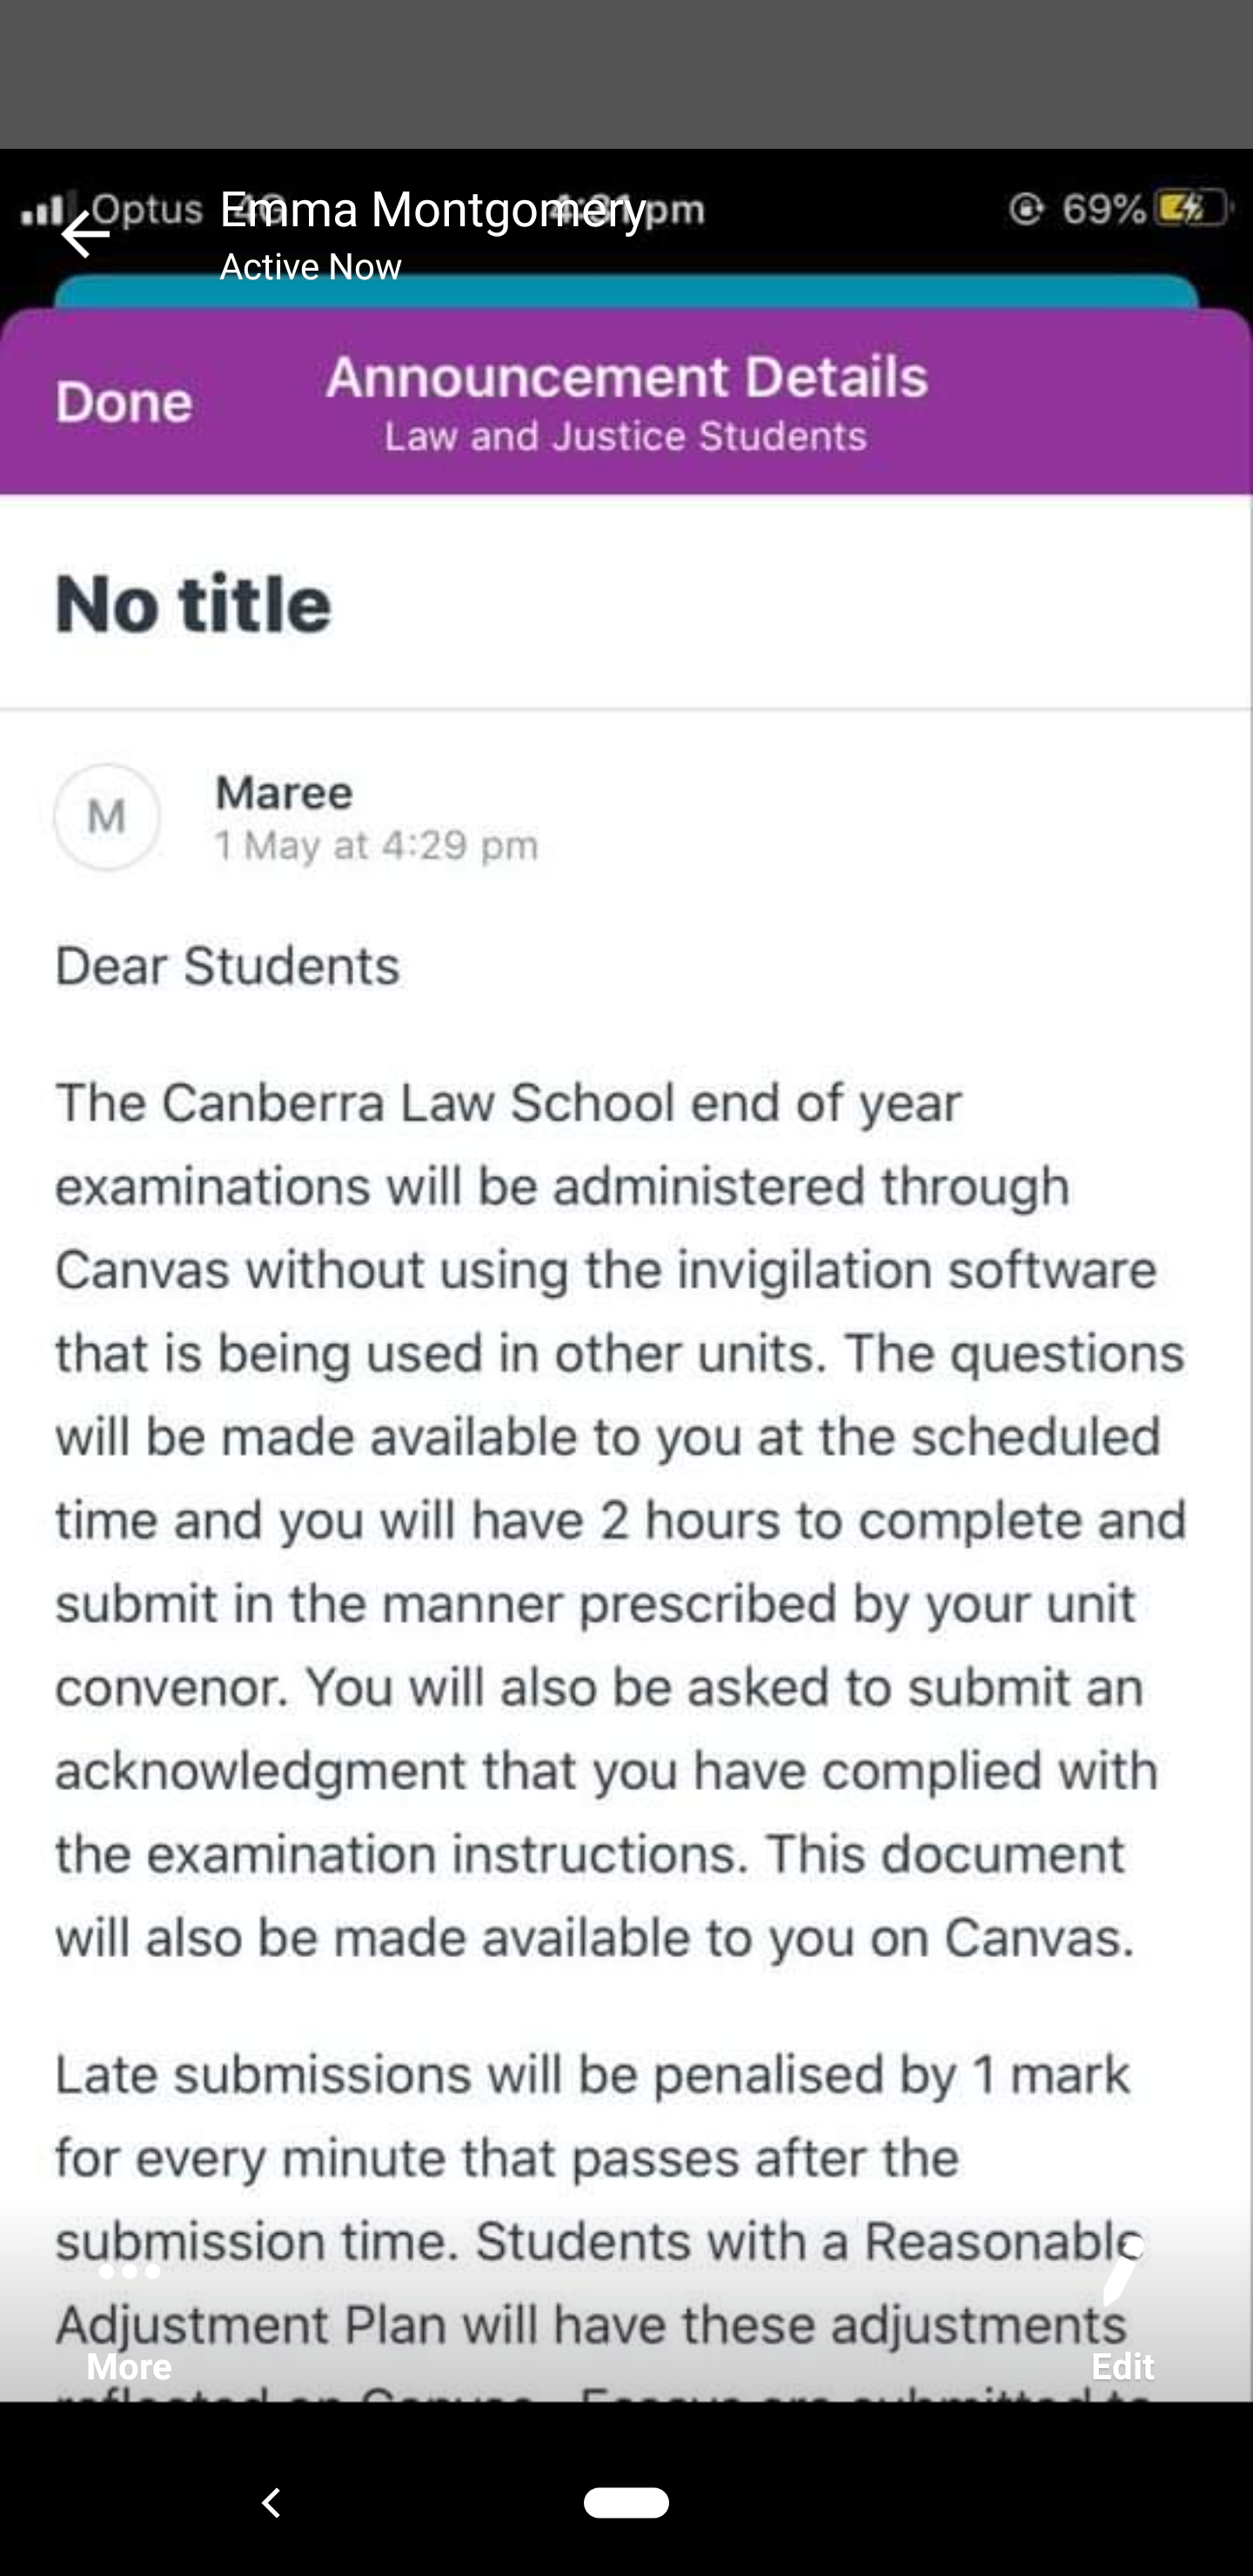 Optus
Emma Montgomery
pm
69%
Active Now
Done
Announcement Details
Law and Justice Students
No title
M
Maree
1 May at 4:29 pm
Dear Students
The Canberra Law School end of year
examinations will be administered through
Canvas without using the invigilation software
that is being used in other units. The questions
will be made available to you at the scheduled
time and you will have 2 hours to complete and
submit in the manner prescribed by your unit
convenor. You will also be asked to submit an
acknowledgment that you have complied with
the examination instructions. This document
will also be made available to you on Canvas.
Late submissions will be penalised by 1 mark
for every minute that passes after the
submission time. Students with a Reasonable
Adjustment Plan will have these adjustments
More
Edit